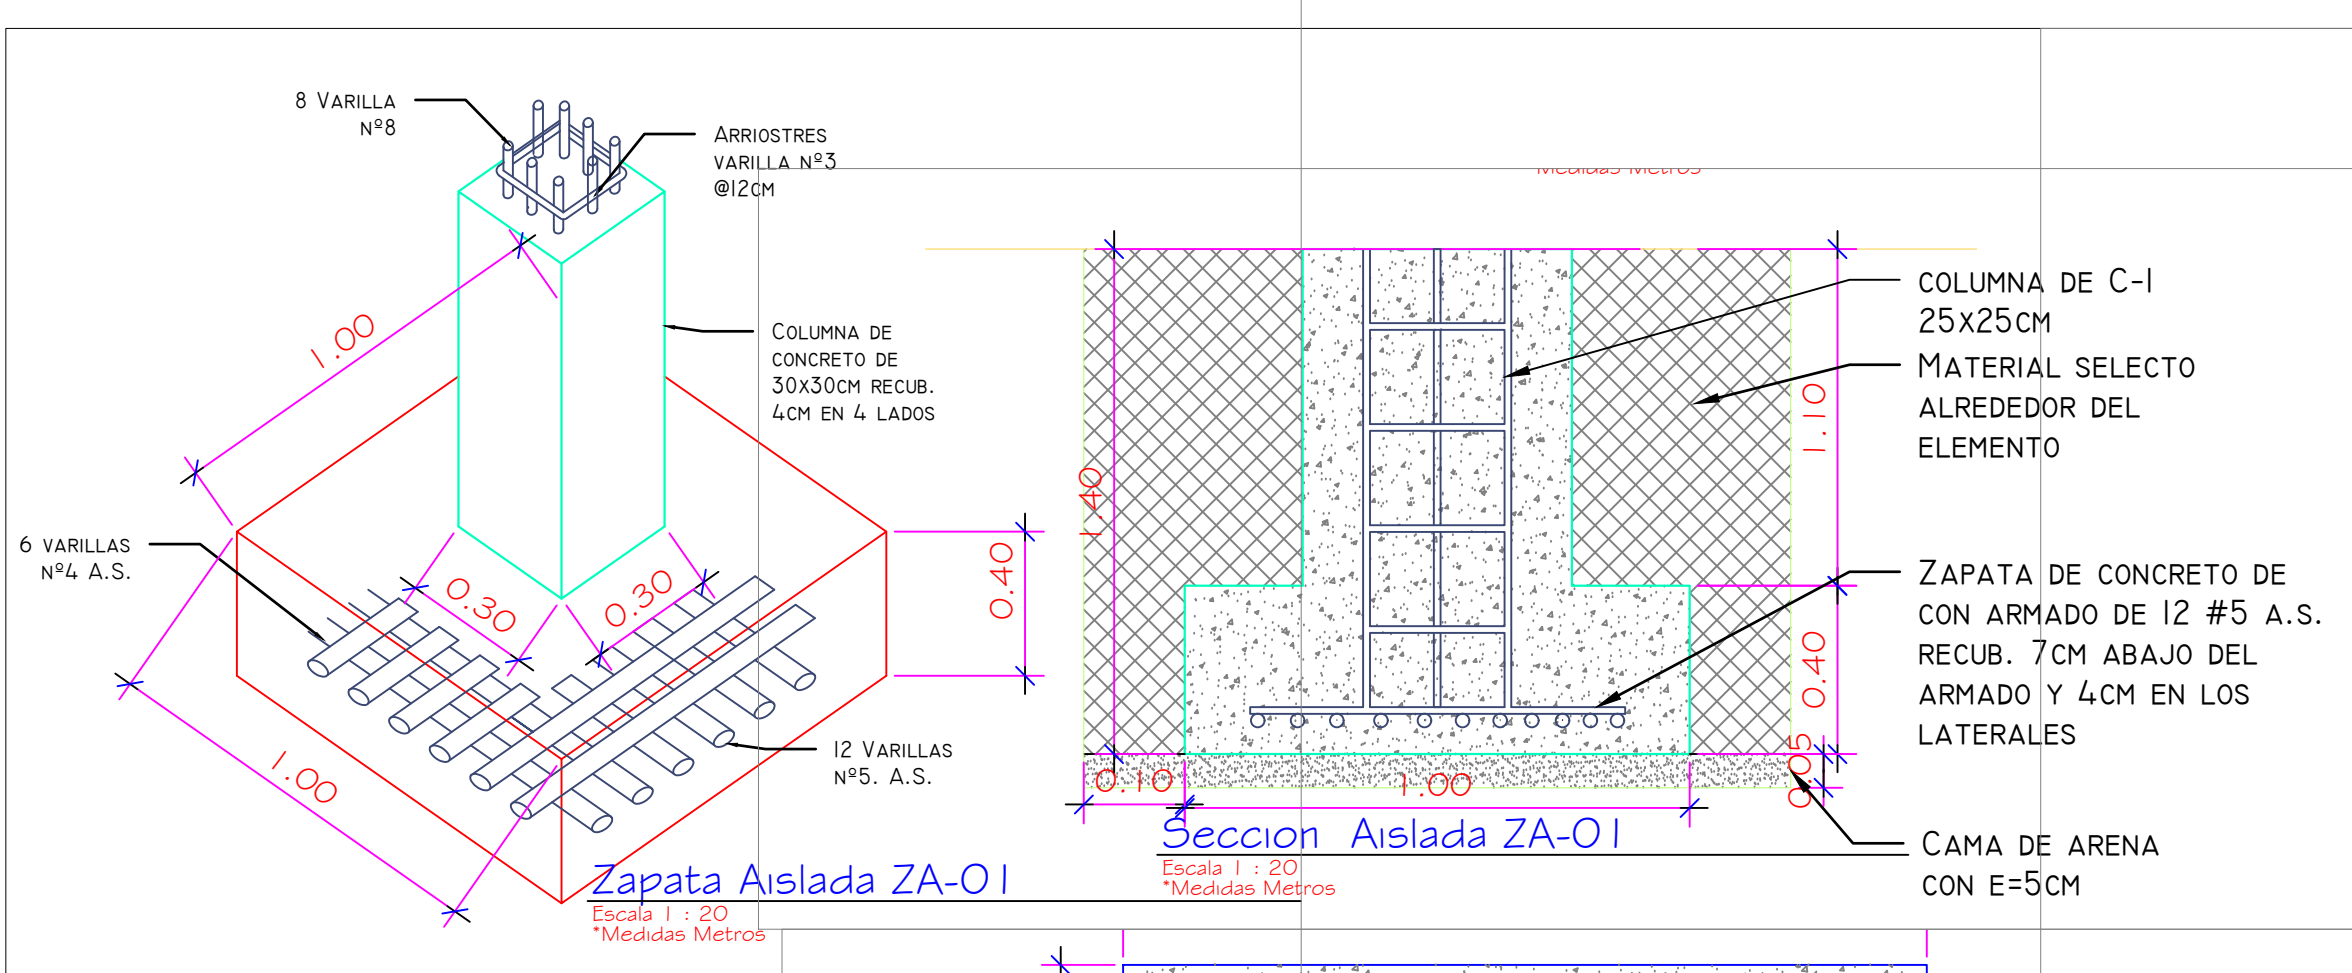 8 Varilla
nº8
Arriostres
varilla nº3
@12cm
1.00
Columna de
concreto de
30x30cm recub.
4cm en 4 lados
6 varillas
nº4 A.S.
0.30
0.30
0.40
1.00
12 Varillas
nº5. A.S.
Zapata Aislada ZA-01
Escala 1 : 20
*Medidas Metros
*Medidas Metros
columna de C-1
25x25cm
Material selecto
alrededor del
elemento
1.10
1.40
Zapata de concreto de
con armado de 12 #5 A.S.
recub. 7cm abajo del
armado y 4cm en los
laterales
0.40
0.05
0.10
1.00
Seccion Aislada ZA-01
Escala 1 : 20
*Medidas Metros
Cama de arena
con e=5cm